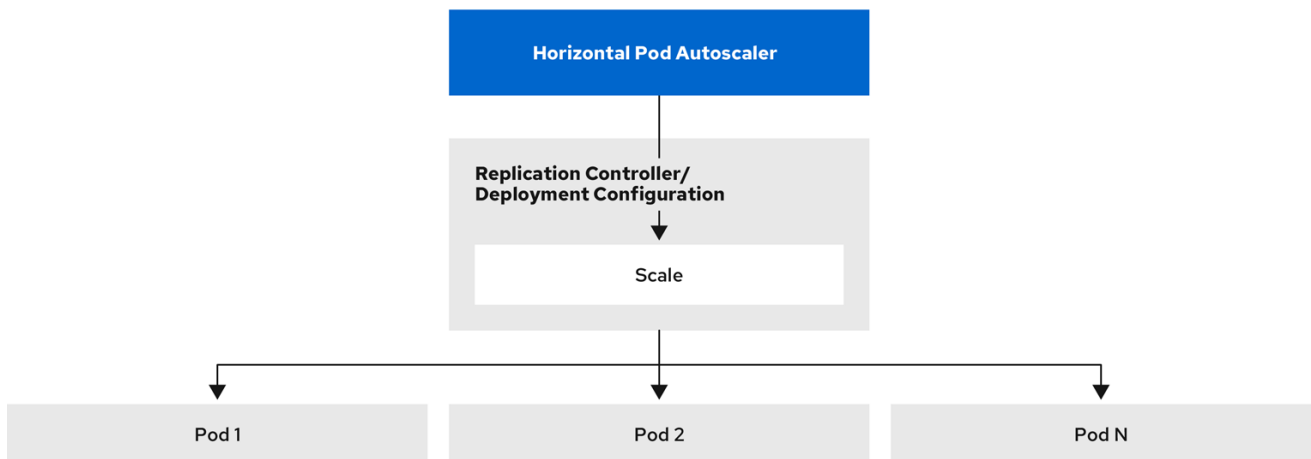 Horizontal Pod Autoscaler
Replication Controller/
Deployment Configuration
Scale
Pod 1
Pod 2
Pod N